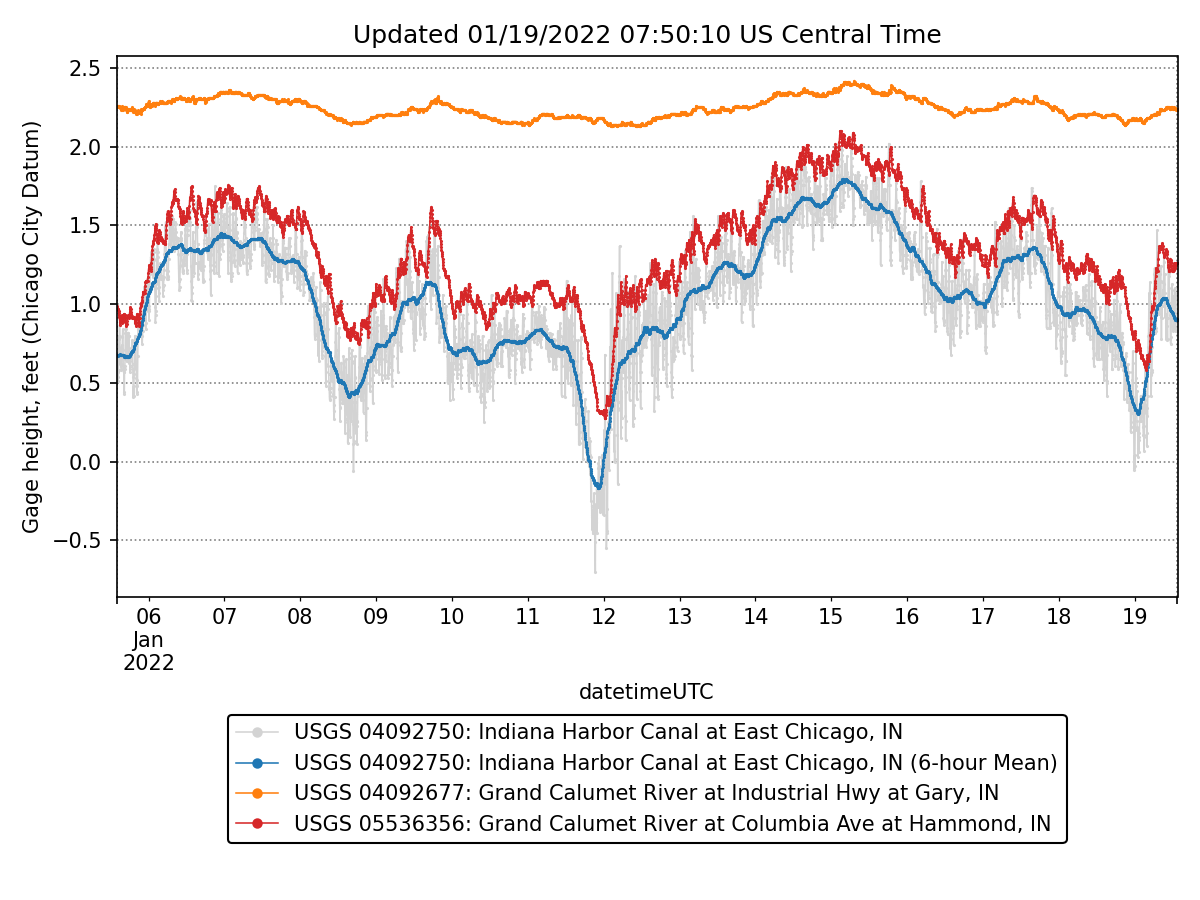 Updated 01/19/2022 07:50:10 US Central Time
Gage height, feet (Chicago City Datum)
2.5
2.0
1.5
1.0
0.5
0.0
−0.5
06 07 08 09 10 11 12 13 14 15 16 17 18 19
Jan
2022
datetimeUTC
USGS 04092750: Indiana Harbor Canal at East Chicago, IN
USGS 04092750: Indiana Harbor Canal at East Chicago, IN (6-hour Mean)
USGS 04092677: Grand Calumet River at Industrial Hwy at Gary, IN
USGS 05536356: Grand Calumet River at Columbia Ave at Hammond, IN